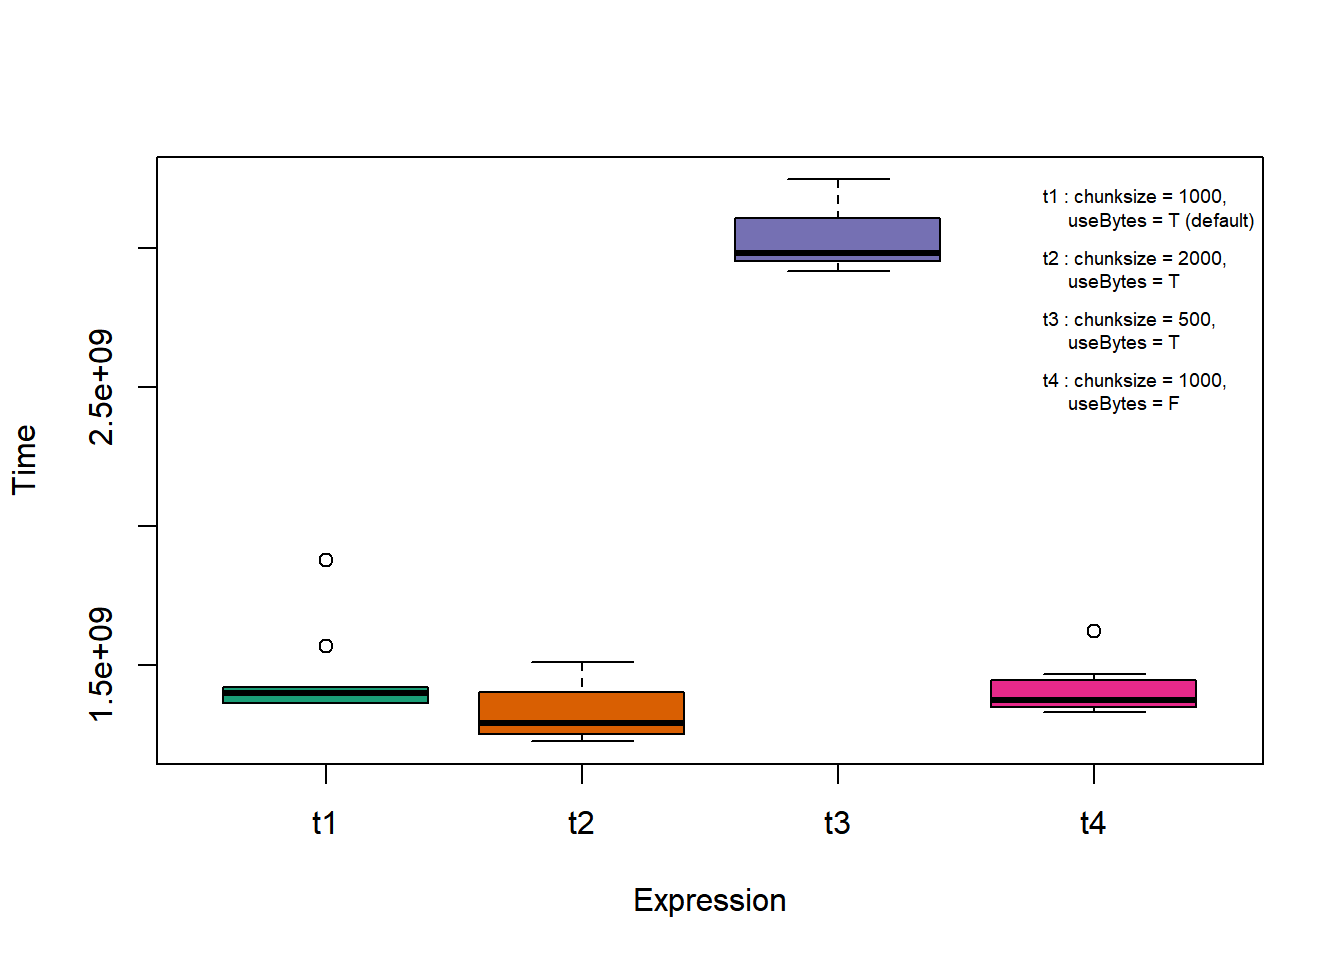 t1 : chunksize = 1000,
useBytes = T (default)
t2 : chunksize = 2000,
useBytes = T
t3 : chunksize = 500,
useBytes = T
t4 : chunksize = 1000,
useBytes = F
Time
2.5e+09
1.5e+09
t1 t2 t3 t4
Expression